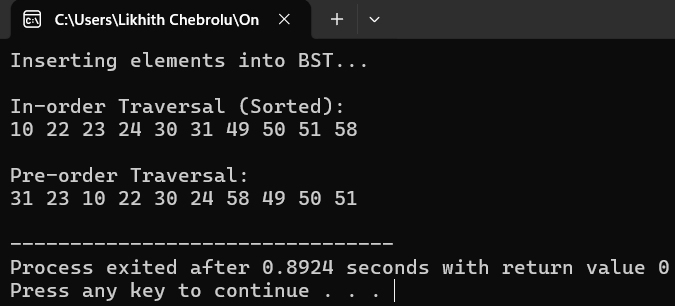 C:\Users\Likhith Chebrolu\On
Inserting elements into BST...
In-order Traversal (Sorted):
10 22 23 24 30 31 49 50 51 58
Pre-order Traversal:
31 23 10 22 30 24 58 49 50 51
--------------------------------
Process exited after 0.8924 seconds with return value 0
Press any key to continue . . .